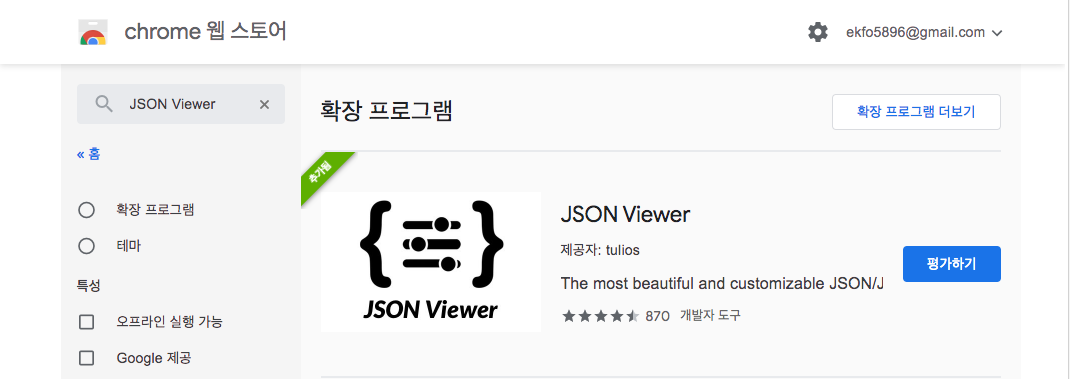 chrome 웹 스토어
ekfo5896@gmail.com
JSON Viewer
« 홈
확장 프로그램
테마
특성
오프라인 실행 가능
Google 제공
확장 프로그램
확장 프로그램 더보기
추가됨
JSON Viewer
JSON Viewer
제공자: tulios
The most beautiful and customizable JSON/J
870 개발자 도구
평가하기